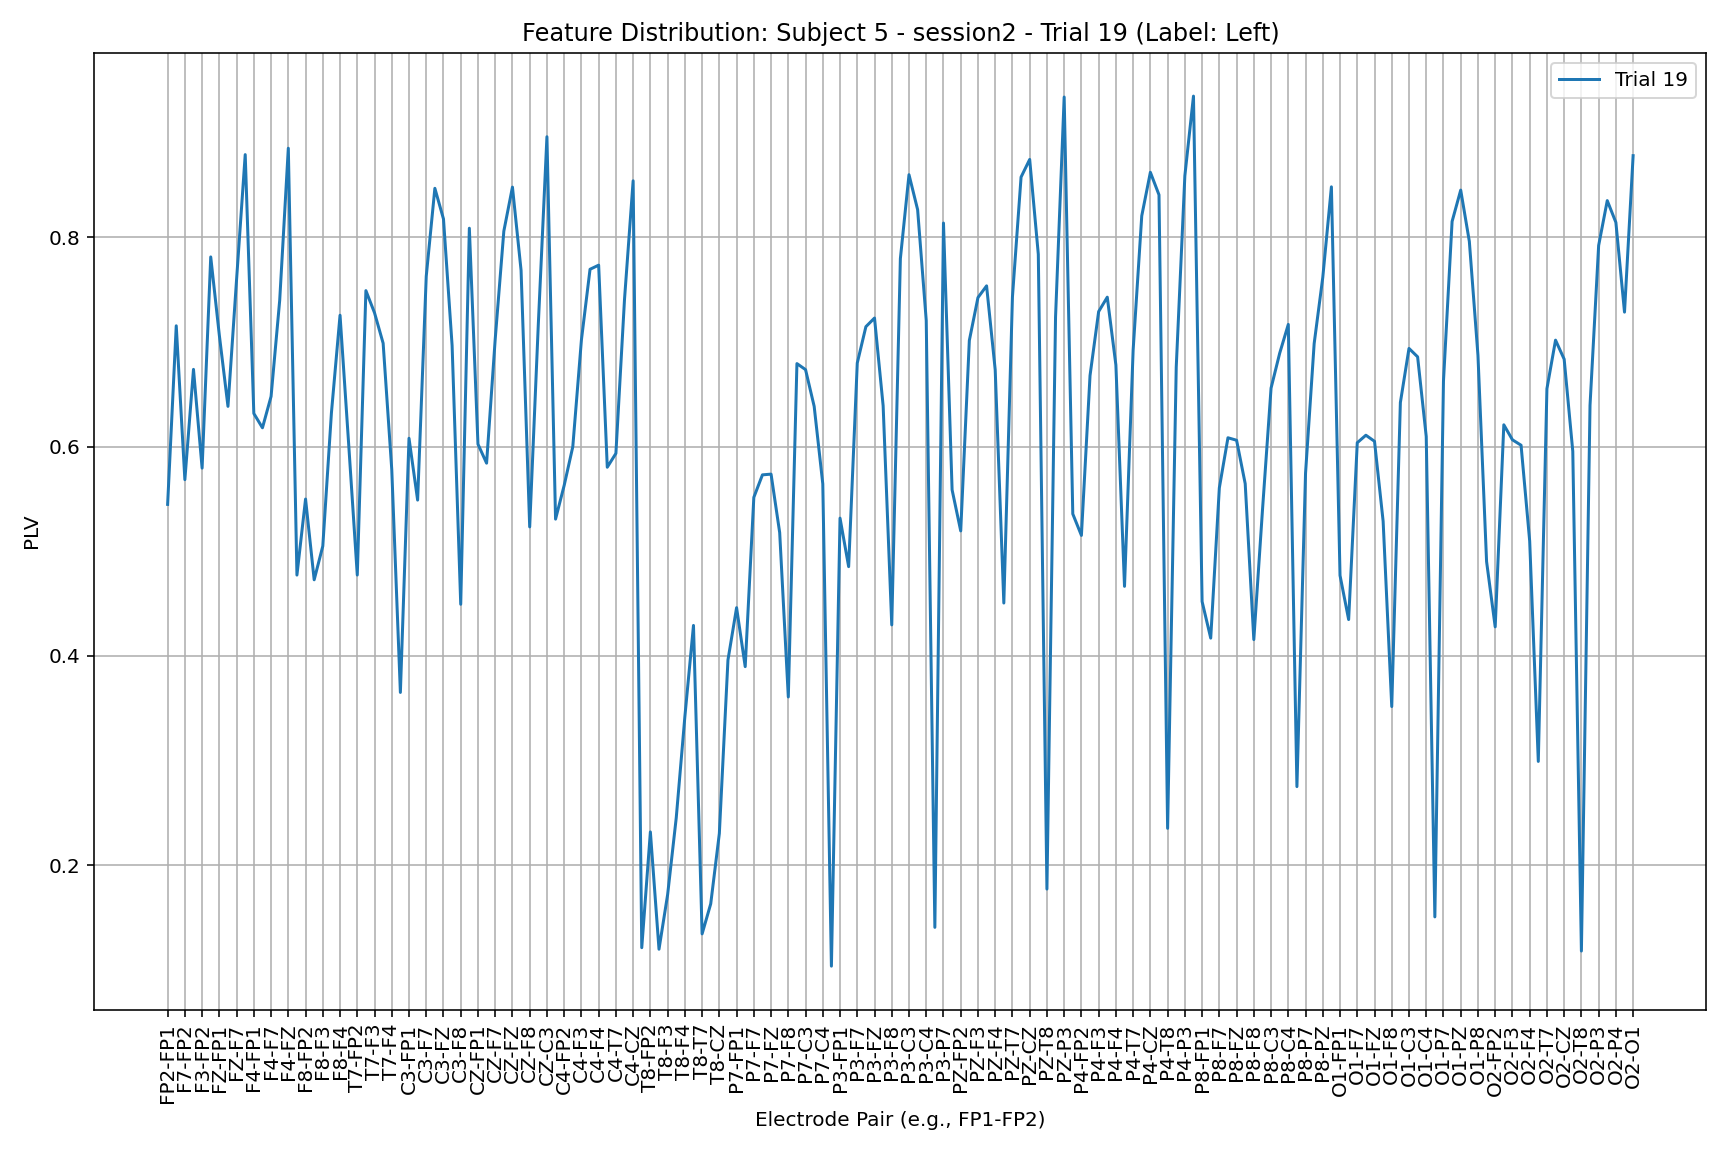 Feature Distribution: Subject 5 - session2 - Trial 19 (Label: Left)
Trial 19
PLV
0.8
0.6
0.4
0.2
FP2-FP1
F7-FP2
F3-FP2
FZ-FP1
FZ-F7
F4-FP1
F4-F7
F4-FZ
F8-FP2
F8-F3
F8-F4
T7-FP2
T7-F3
T7-F4
C3-FP1
C3-F7
C3-FZ
C3-F8
CZ-FP1
CZ-F7
CZ-FZ
CZ-F8
CZ-C3
C4-FP2
C4-F3
C4-F4
C4-T7
C4-CZ
T8-FP2
T8-F3
T8-F4
T8-T7
T8-CZ
P7-FP1
P7-F7
P7-FZ
P7-F8
P7-C3
P7-C4
P3-FP1
P3-F7
P3-FZ
P3-F8
P3-C3
P3-C4
P3-P7
PZ-FP2
PZ-F3
PZ-F4
PZ-T7
PZ-CZ
PZ-T8
PZ-P3
P4-FP2
P4-F3
P4-F4
P4-T7
P4-CZ
P4-T8
P4-P3
P8-FP1
P8-F7
P8-FZ
P8-F8
P8-C3
P8-C4
P8-P7
P8-PZ
O1-FP1
O1-F7
O1-FZ
O1-F8
O1-C3
O1-C4
O1-P7
O1-PZ
O1-P8
O2-FP2
O2-F3
O2-F4
O2-T7
O2-CZ
O2-T8
O2-P3
O2-P4
O2-O1
Electrode Pair (e.g., FP1-FP2)